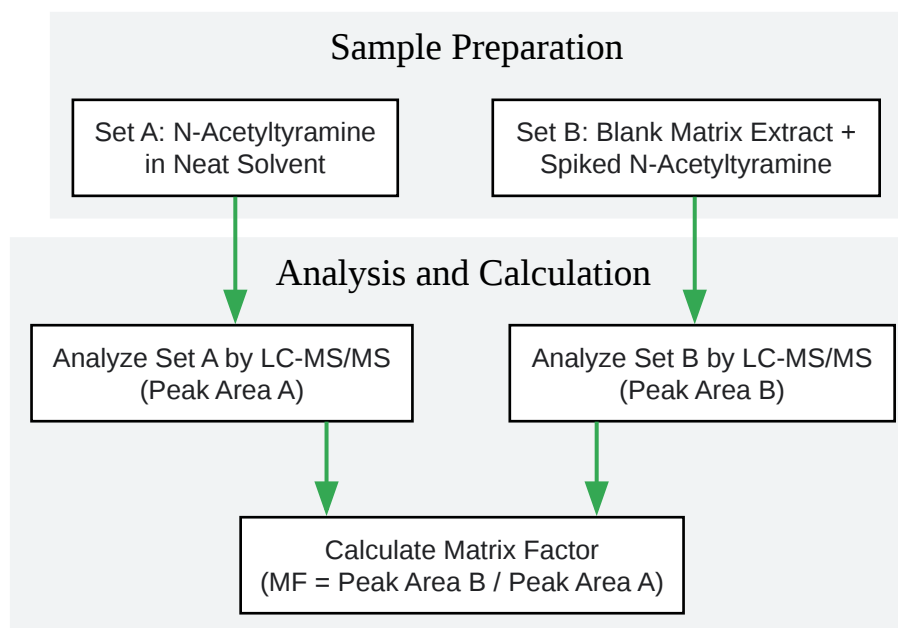 Sample Preparation
Set A: N-Acetyltyramine
in Neat Solvent
Set B: Blank Matrix Extract +
Spiked N-Acetyltyramine
Analysis and Calculation
Analyze Set A by LC-MS/MS
(Peak Area A)
Analyze Set B by LC-MS/MS
(Peak Area B)
Calculate Matrix Factor
(MF = Peak Area B / Peak Area A)